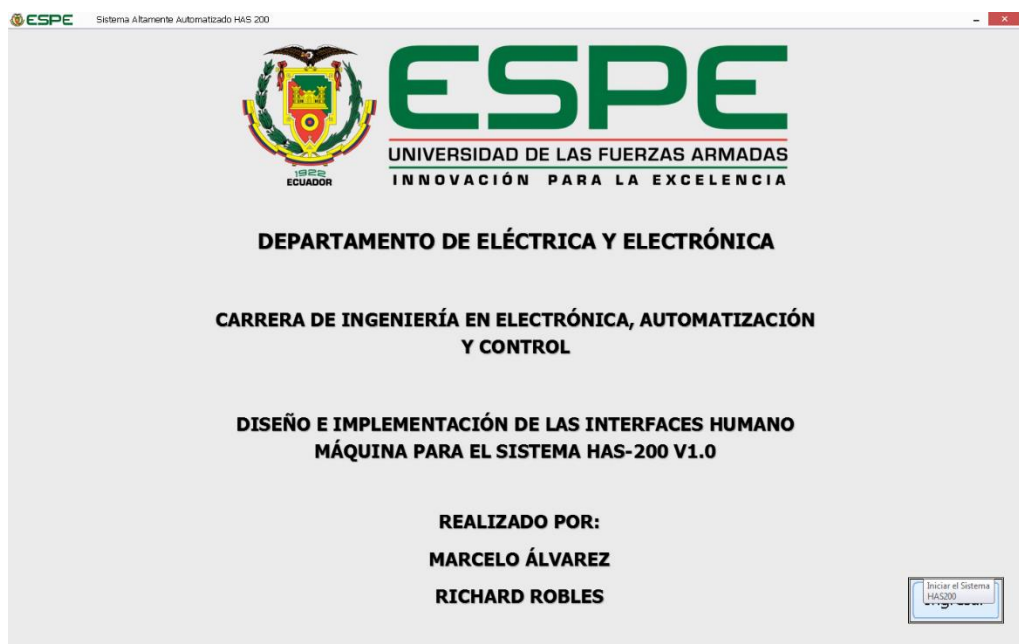 ESPE Sistema Altamente Automatizado HAS 200
ESPE
UNIVERSIDAD DE LAS FUERZAS ARMADAS
INNOVACIÓN PARA LA EXCELENCIA
1922
ECUADOR
DEPARTAMENTO DE ELÉCTRICA Y ELECTRÓNICA
CARRERA DE INGENIERÍA EN ELECTRÓNICA, AUTOMATIZACIÓN
Y CONTROL
DISEÑO E IMPLEMENTACIÓN DE LAS INTERFACES HUMANO
MÁQUINA PARA EL SISTEMA HAS-200 V1.0
REALIZADO POR:
MARCELO ÁLVAREZ
RICHARD ROBLES
Iniciar el Sistema
HAS200